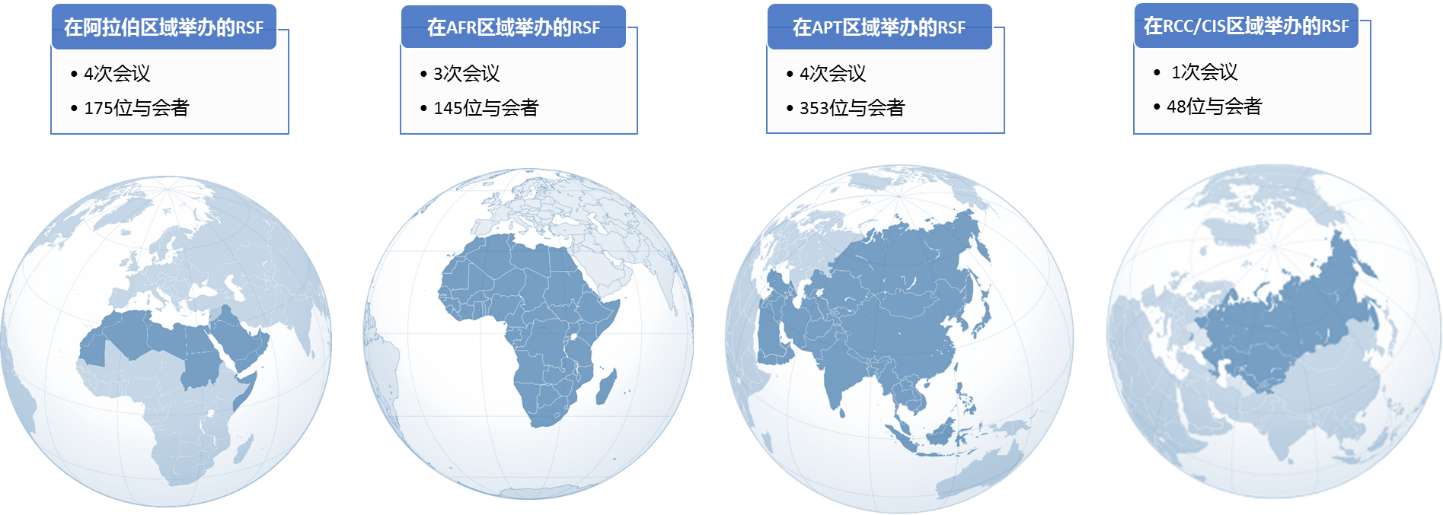 在阿拉伯区域举办的RSF
• 4次会议
• 175位与会者
在AFR区域举办的RSF
• 3次会议
• 145位与会者
在APT区域举办的RSF
• 4次会议
• 353位与会者
在RCC/CIS区域举办的RSF
• 1次会议
• 48位与会者